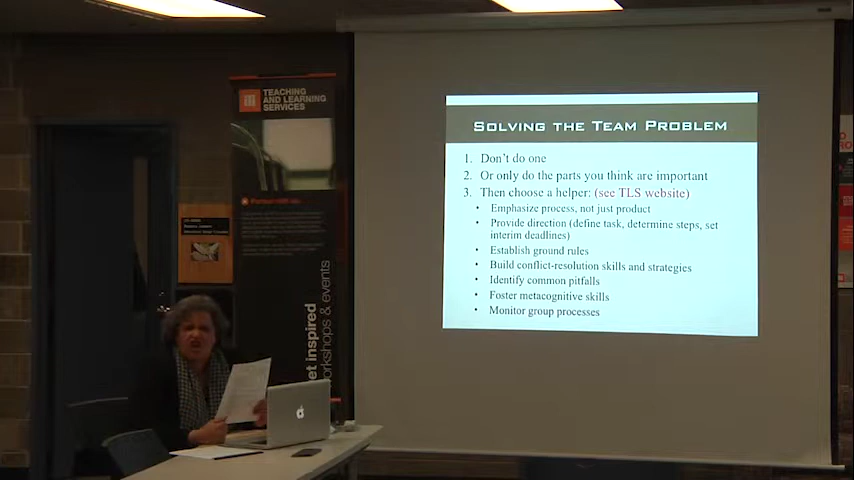 TEACHING
AND LEARNING
SERVICES
et inspired
orkshops & events
SOLVING THE TEAM PROBLEM
1. Don't do one
2. Or only do the parts you think are important
3. Then choose a helper: (see TLS website)
• Emphasize process, not just product
• Provide direction (define task, determine steps, set
interim deadlines)
• Establish ground rules
• Build conflict-resolution skills and strategies
• Identify common pitfalls
• Foster metacognitive skills
• Monitor group processes